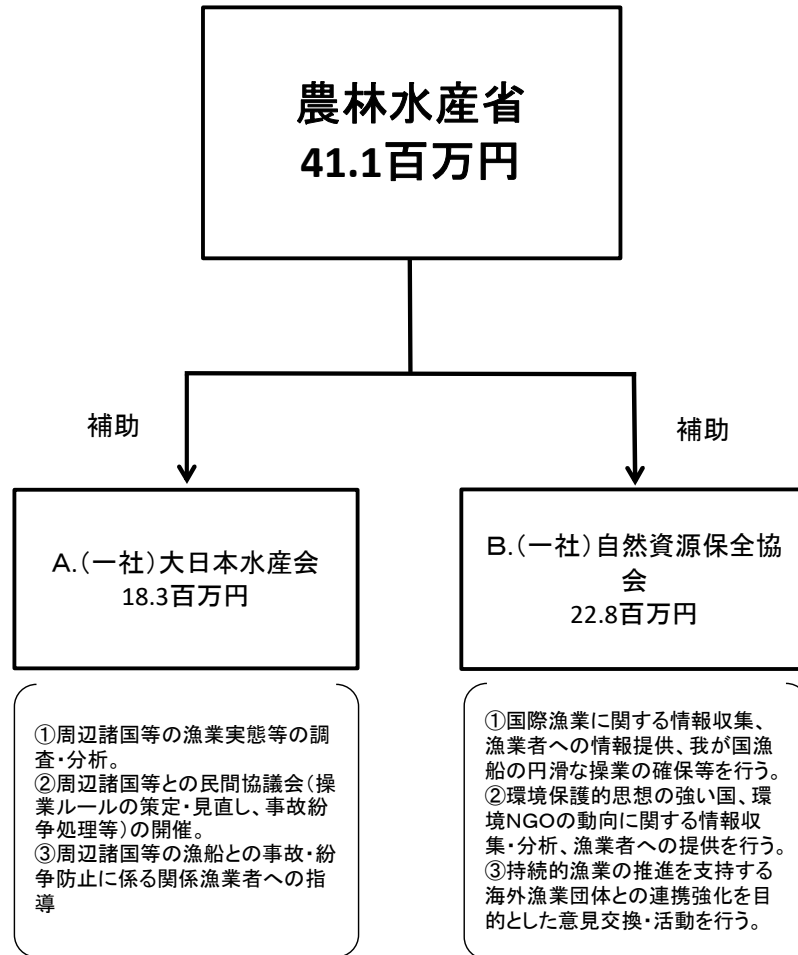 農林水産省
41.1百万円
補助
補助
A.（一社）大日本水産会
18.3百万円
B.（一社）自然資源保全協
会
22.8百万円
①周辺諸国等の漁業実態等の調
査・分析。
②周辺諸国等との民間協議会（操
業ルールの策定・見直し、事故紛
争処理等）の開催。
③周辺諸国等の漁船との事故・紛
争防止に係る関係漁業者への指
導
①国際漁業に関する情報収集、
漁業者への情報提供、我が国漁
船の円滑な操業の確保等を行う。
②環境保護的思想の強い国、環
境NGOの動向に関する情報収
集・分析、漁業者への提供を行う。
③持続的漁業の推進を支持する
海外漁業団体との連携強化を目
的とした意見交換・活動を行う。